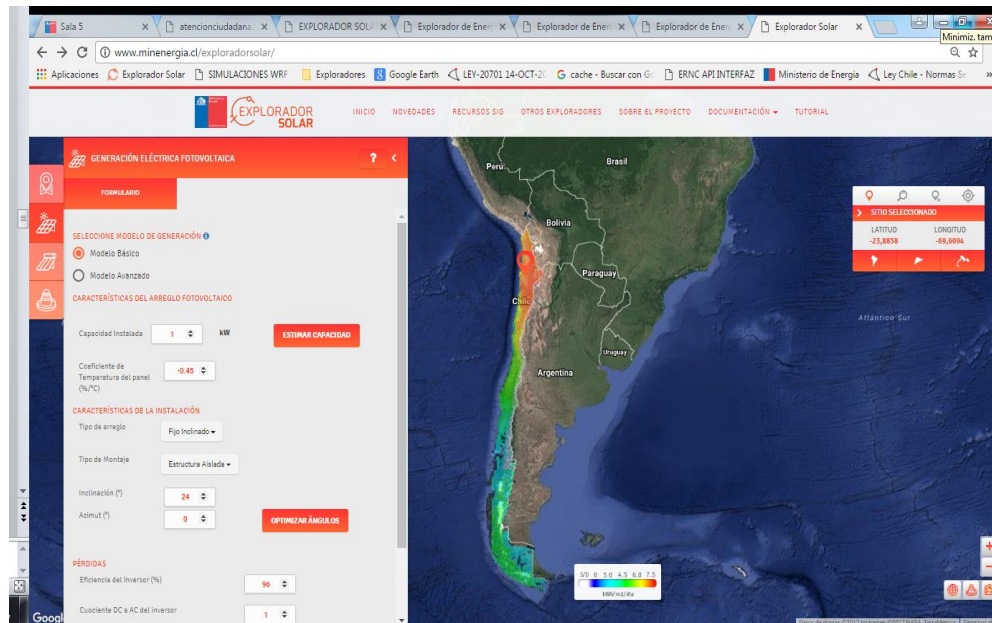 Sala 5
atencionciudadana.
EXPLORADOR SOLA
Explorador de Ener
Explorador de Ener
Explorador de Ener
Explorador Solar
Minimiz. tam
www.minenergia.cl/exploradorsolar/
Aplicaciones
Explorador Solar
SIMULACIONES WRF
Exploradores
Google Earth
LEY-20701 14-OCT-20
cache - Buscar con Go
ERNC API INTERFAZ
Ministerio de Energía
Ley Chile - Normas Se
EXPLORADOR
SOLAR
INICIO
NOVEDADES
RECURSOS SIG
OTROS EXPLORADORES
SOBRE EL PROYECTO
DOCUMENTACIÓN
TUTORIAL
GENERACIÓN ELÉCTRICA FOTOVOLTAICA
?
FORMULARIO
SELECCIONE MODELO DE GENERACIÓN
Modelo Básico
Modelo Avanzado
CARACTERÍSTICAS DEL ARREGLO FOTOVOLTAICO
Capacidad Instalada 1 kW
ESTIMAR CAPACIDAD
Coeficiente de
Temperatura del panel -0.45
(%/°C)
CARACTERÍSTICAS DE LA INSTALACIÓN
Tipo de arreglo Fijo Inclinado
Tipo de Montaje Estructura Aislada
Inclinación (°) 24
Azimut (°) 0
OPTIMIZAR ÁNGULOS
PÉRDIDAS
Eficiencia del Inversor (%) 96
Cuociente DC a AC del inversor 1
Perú
Brasil
Bolivia
Paraguay
Chile
Uruguay
Argentina
Atlántico Sur
SITIO SELECCIONADO
LATITUD LONGITUD
-23,8858 -69,6094
S/D 0 3.0 4.5 6.0 7.5
kWh/m2/día
Googl